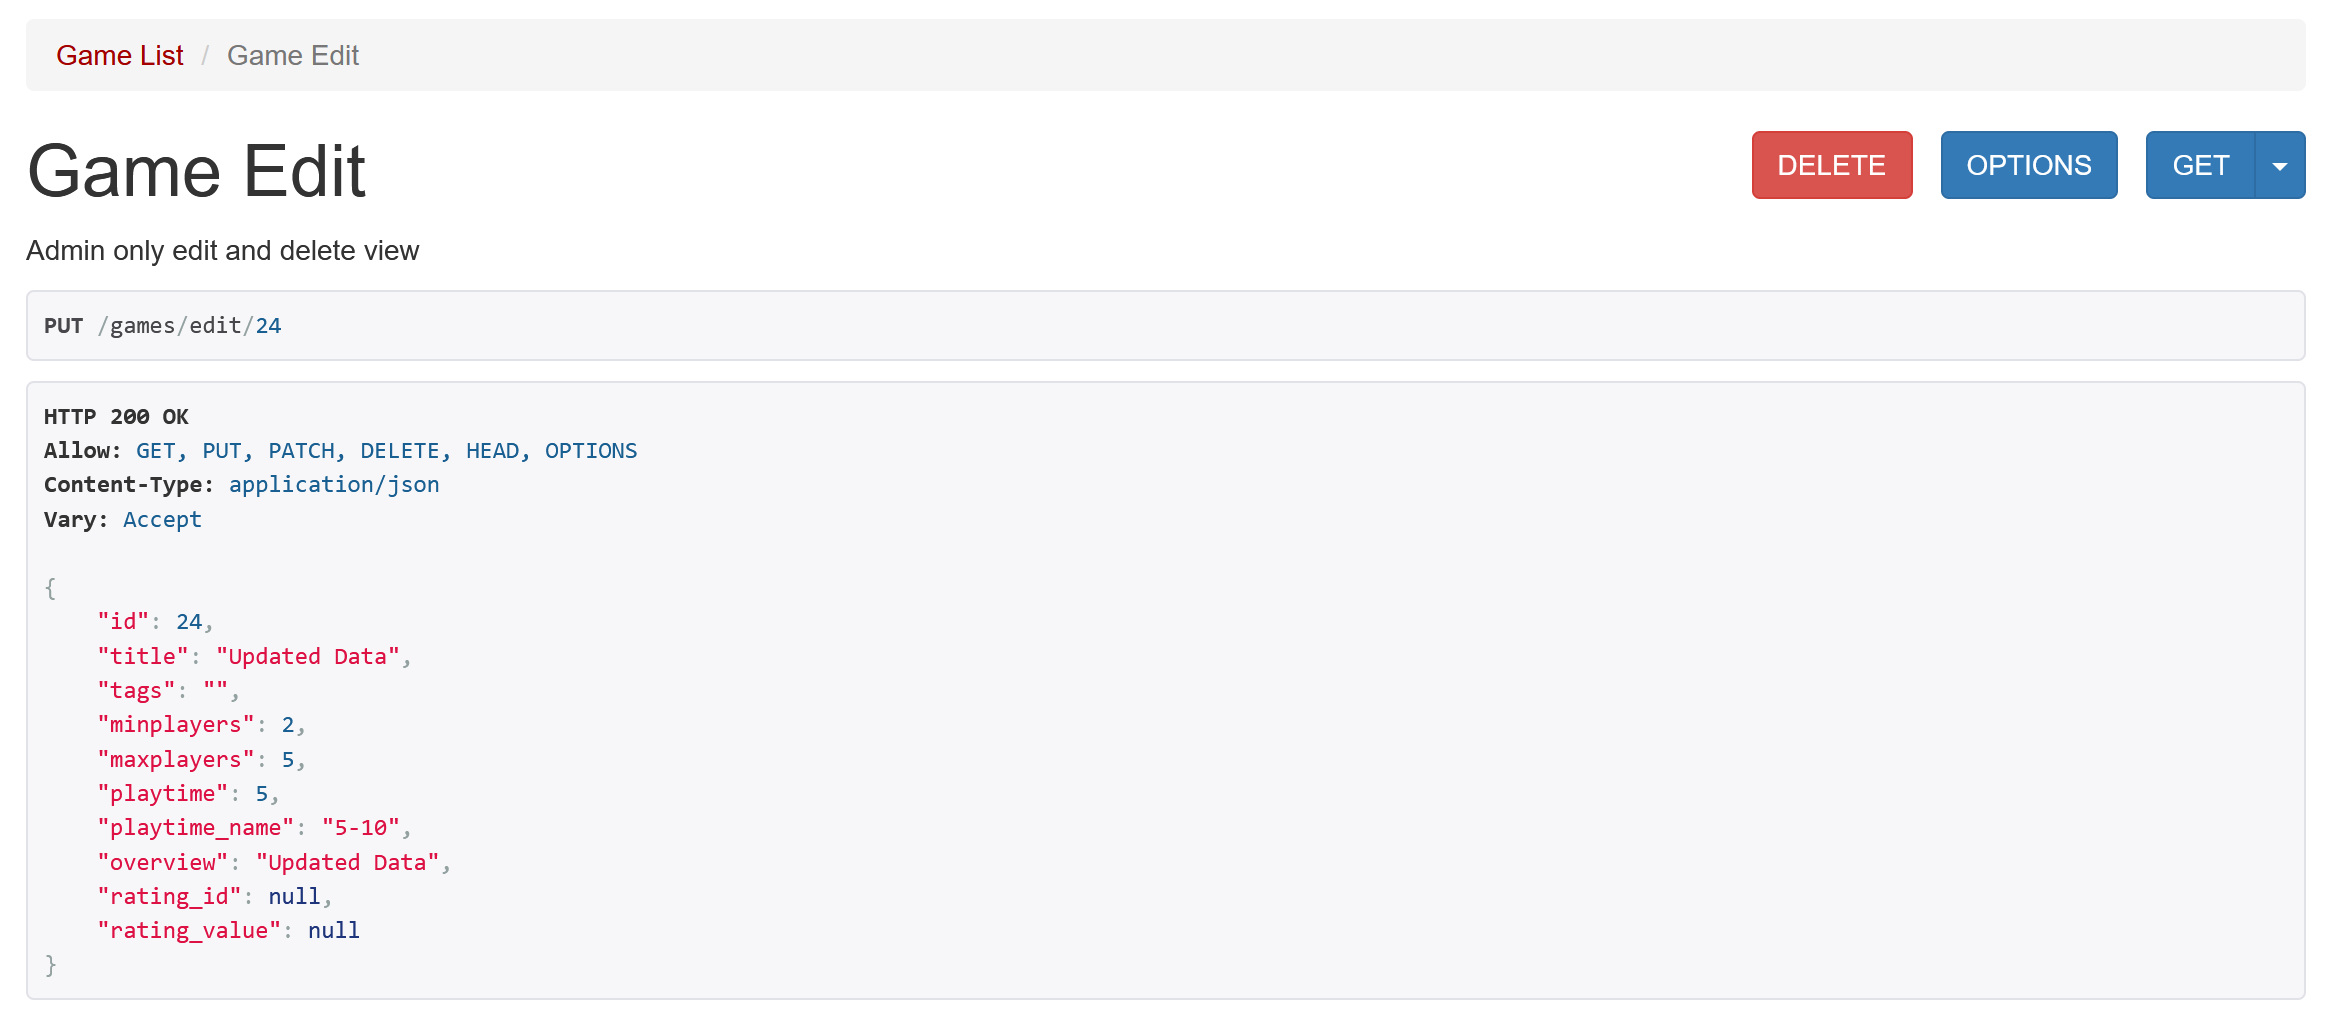 Game List / Game Edit
Game Edit
DELETE
OPTIONS
GET
Admin only edit and delete view
PUT /games/edit/24
HTTP 200 OK
Allow: GET, PUT, PATCH, DELETE, HEAD, OPTIONS
Content-Type: application/json
Vary: Accept
{
    "id": 24,
    "title": "Updated Data",
    "tags": "",
    "minplayers": 2,
    "maxplayers": 5,
    "playtime": 5,
    "playtime_name": "5-10",
    "overview": "Updated Data",
    "rating_id": null,
    "rating_value": null
}